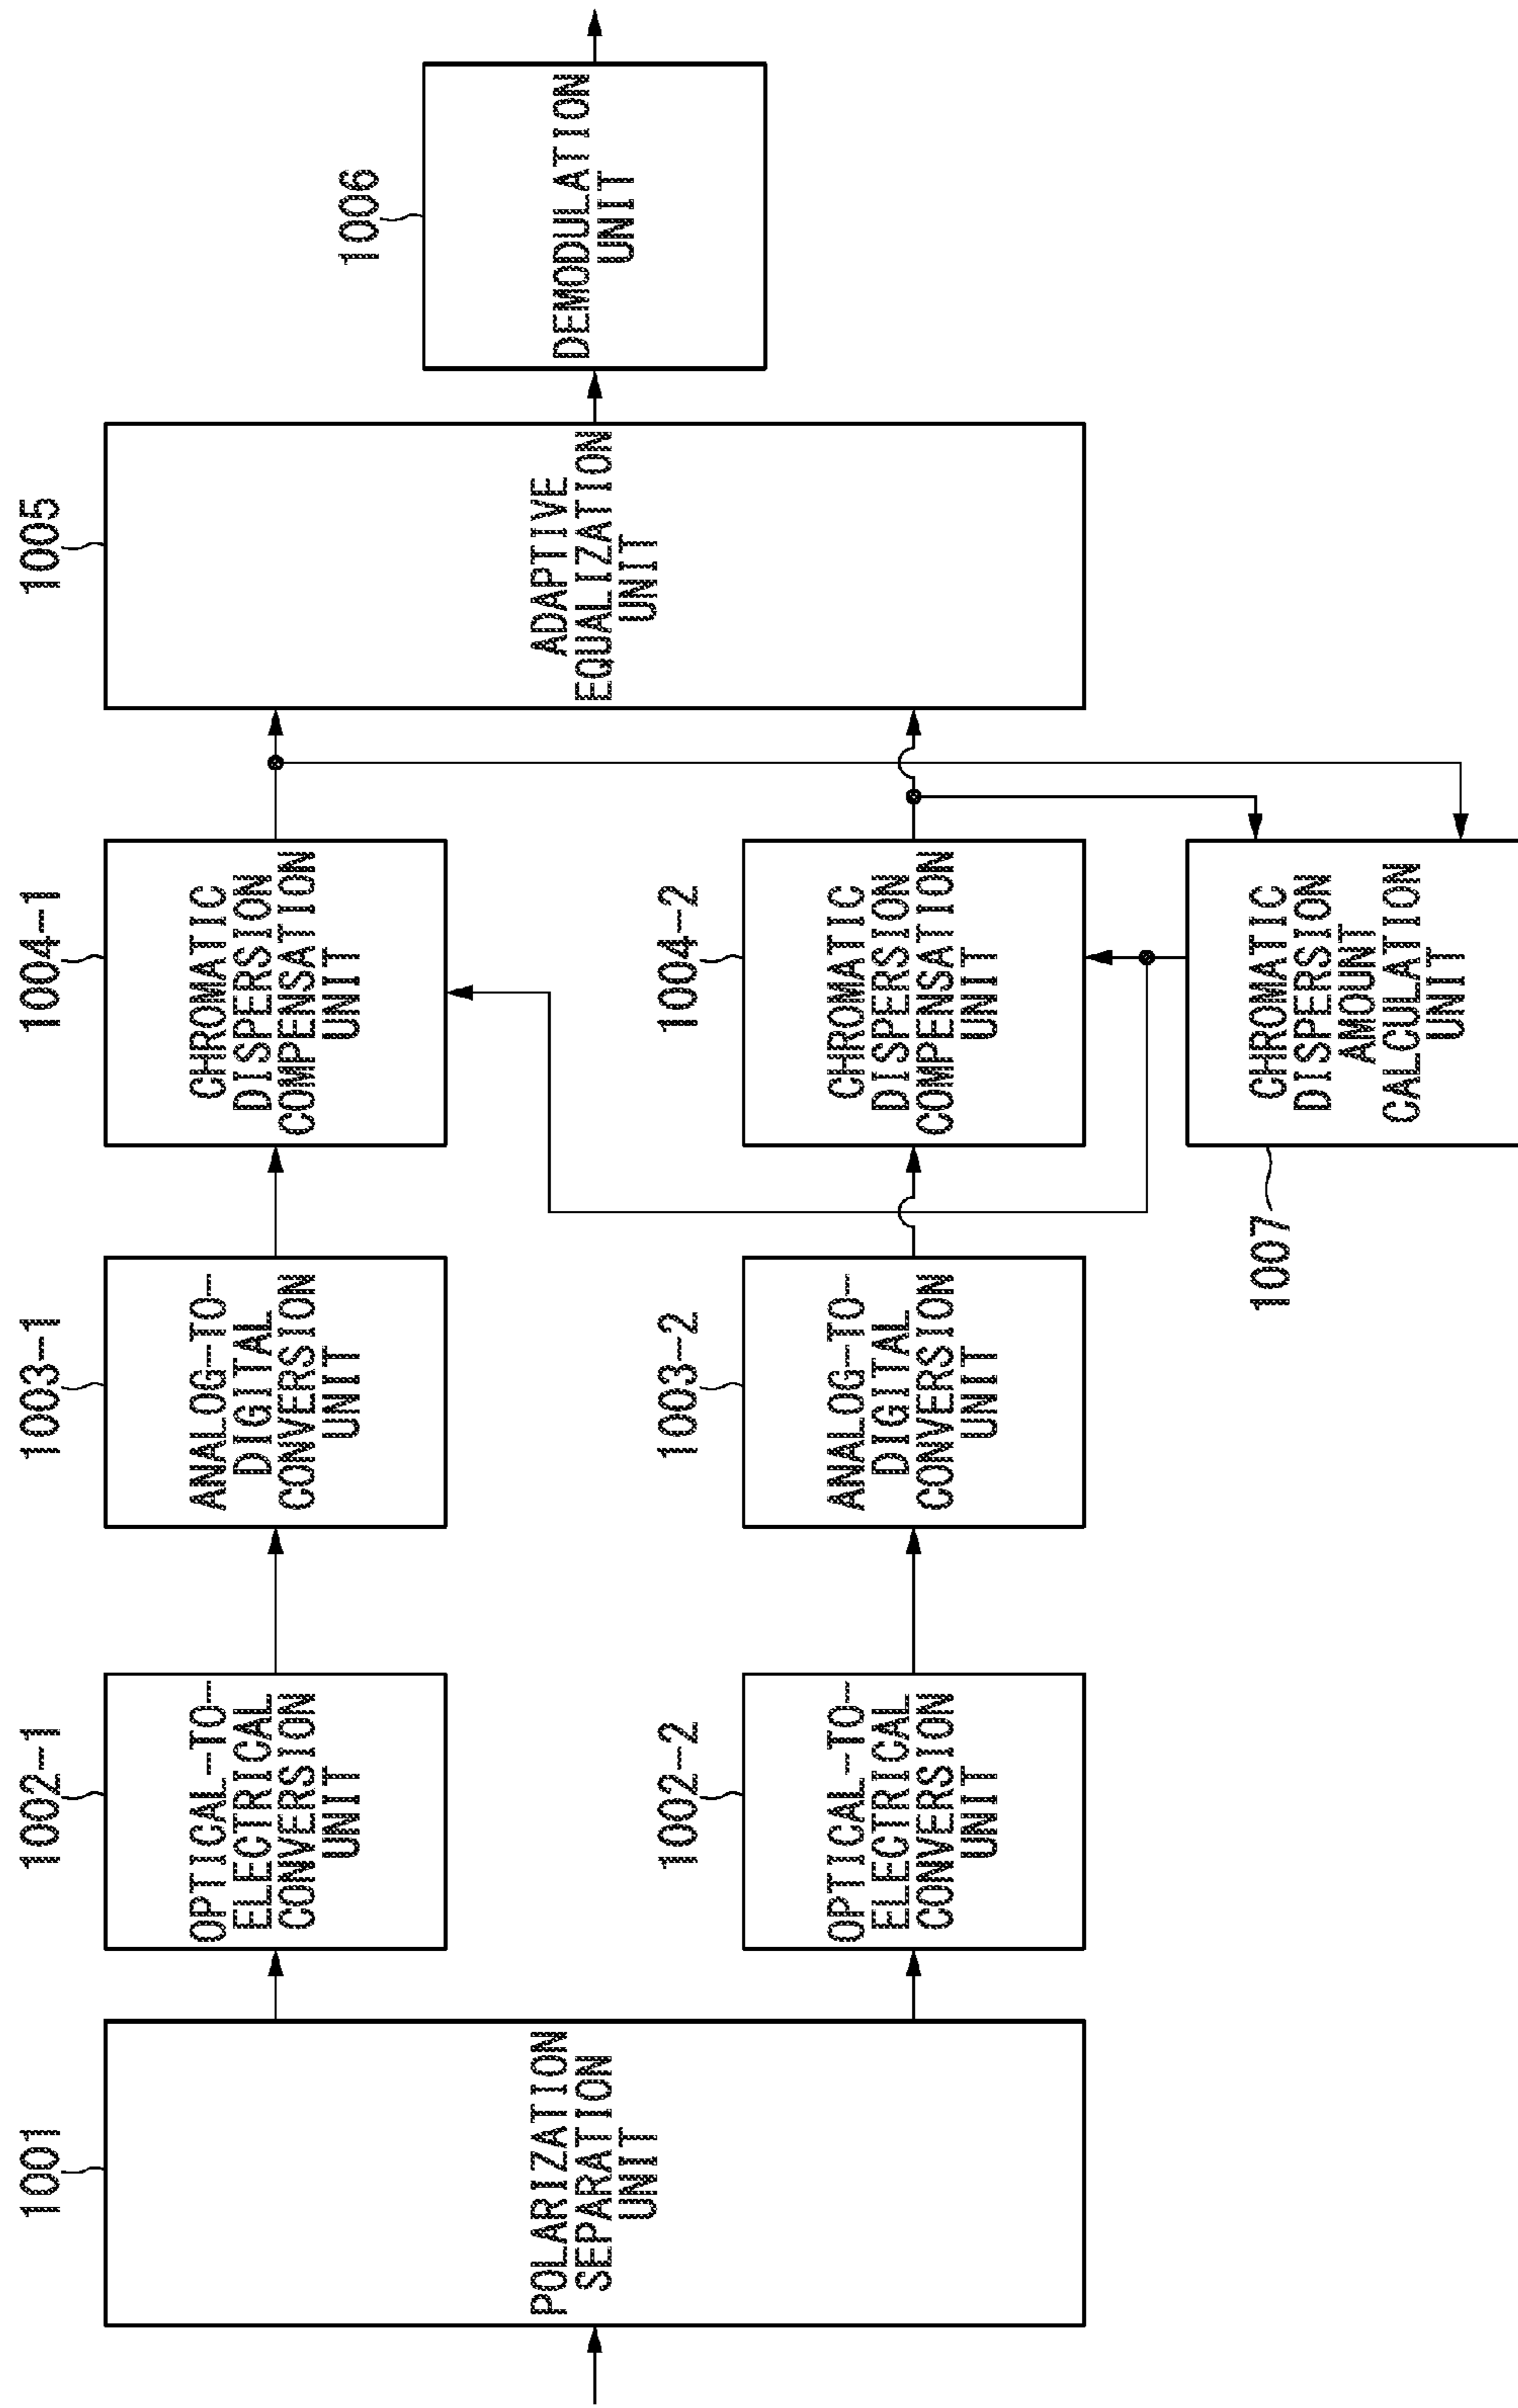 1001
POLARIZATION
SEPARATION
UNIT
1002-1
OPTICAL-TO-
ELECTRICAL
CONVERSION
UNIT
1003-1
ANALOG-TO-
DIGITAL
CONVERSION
UNIT
1004-1
CHROMATIC
DISPERSION
COMPENSATION
UNIT
1005
ADAPTIVE
EQUALIZATION
UNIT
1006
DEMODULATION
UNIT
1002-2
OPTICAL-TO-
ELECTRICAL
CONVERSION
UNIT
1003-2
ANALOG-TO-
DIGITAL
CONVERSION
UNIT
1004-2
CHROMATIC
DISPERSION
COMPENSATION
UNIT
1007
CHROMATIC
DISPERSION
AMOUNT
CALCULATION
UNIT